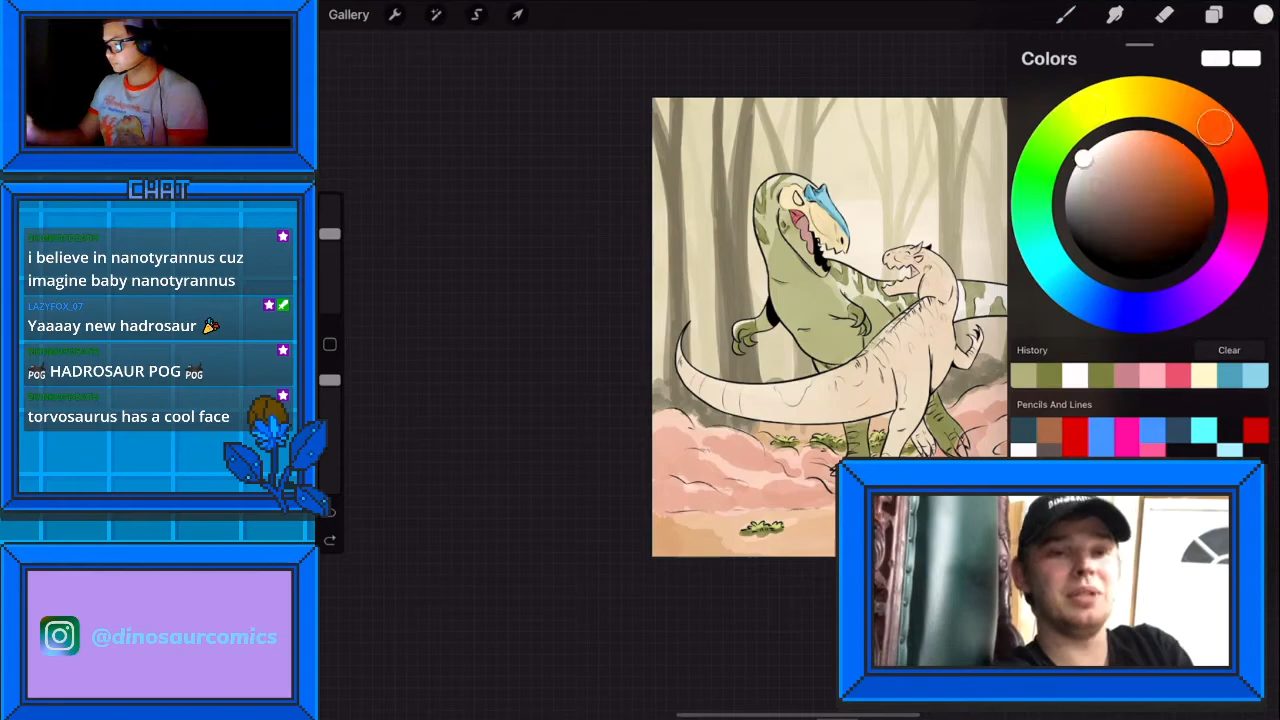 Gallery
Colors
CHAT
i believe in nanotyrannus cuz
imagine baby nanotyrannus
LAZYFOX_07
Yaaaay new hadrosaur
POG HADROSAUR POG
torvosaurus has a cool face
History
Clear
Pencils And Lines
@dinosaurcomics